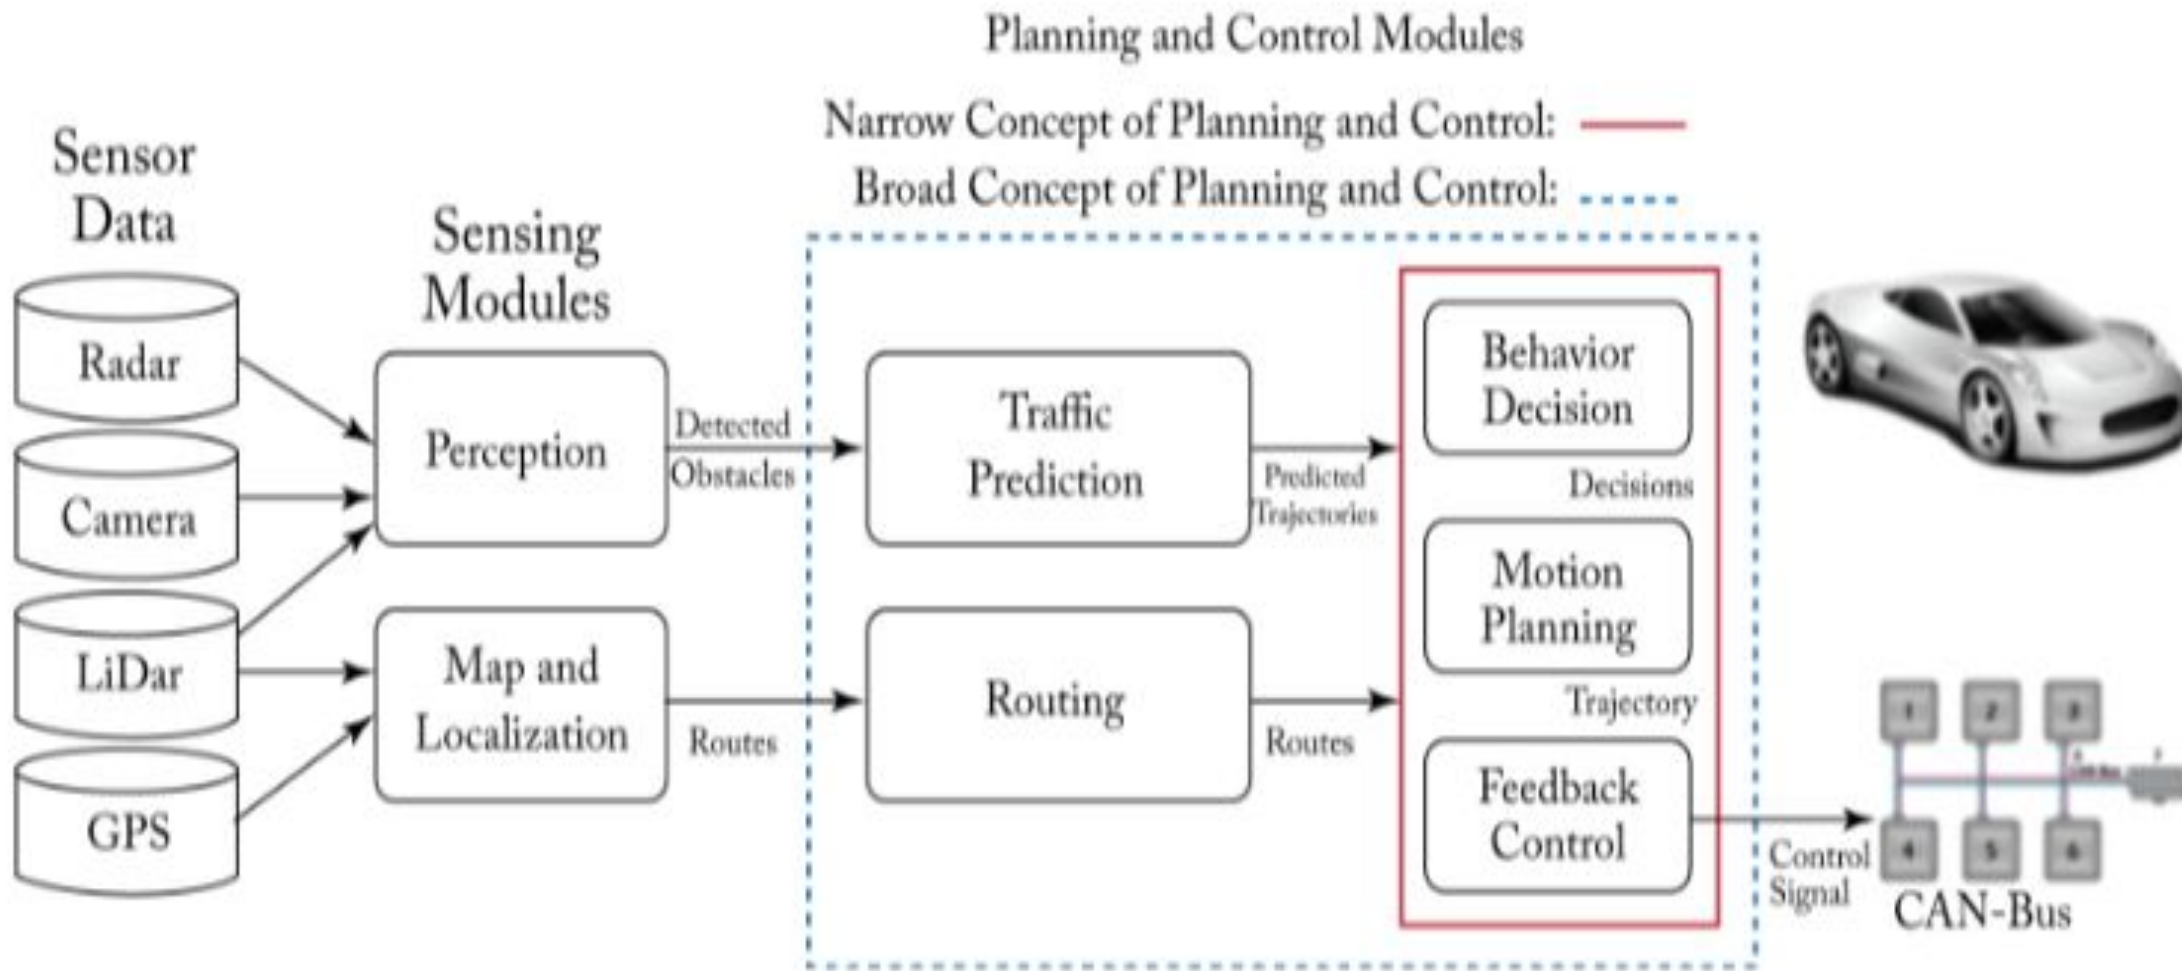 Planning and Control Modules
Narrow Concept of Planning and Control:
Broad Concept of Planning and Control:
Sensor
Data
Radar
Camera
LiDar
GPS
Sensing
Modules
Perception
Map and
Localization
Detected
Obstacles
Routes
Traffic
Prediction
Routing
Predicted
Trajectories
Routes
Behavior
Decision
Decisions
Motion
Planning
Trajectory
Feedback
Control
Control
Signal
1
2
3
4
5
6
CAN-Bus